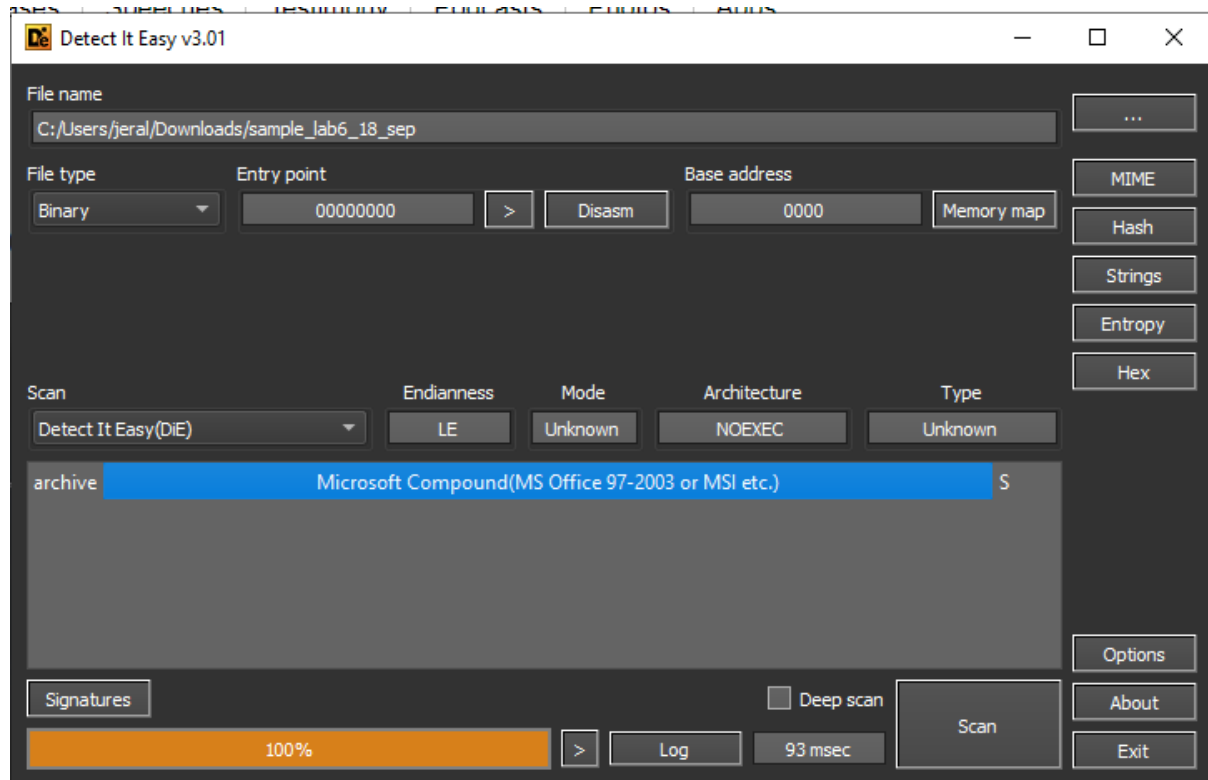 Detect It Easy v3.01
File name
C:/Users/jeral/Downloads/sample_lab6_18_sep
...
File type Entry point Base address
MIME
Binary 00000000 > Disasm 0000 Memory map
Hash
Strings
Entropy
Hex
Scan Endianness Mode Architecture Type
Detect It Easy(DiE) LE Unknown NOEXEC Unknown
archive Microsoft Compound(MS Office 97-2003 or MSI etc.) S
Options
Signatures Deep scan Scan About
100% > Log 93 msec Exit